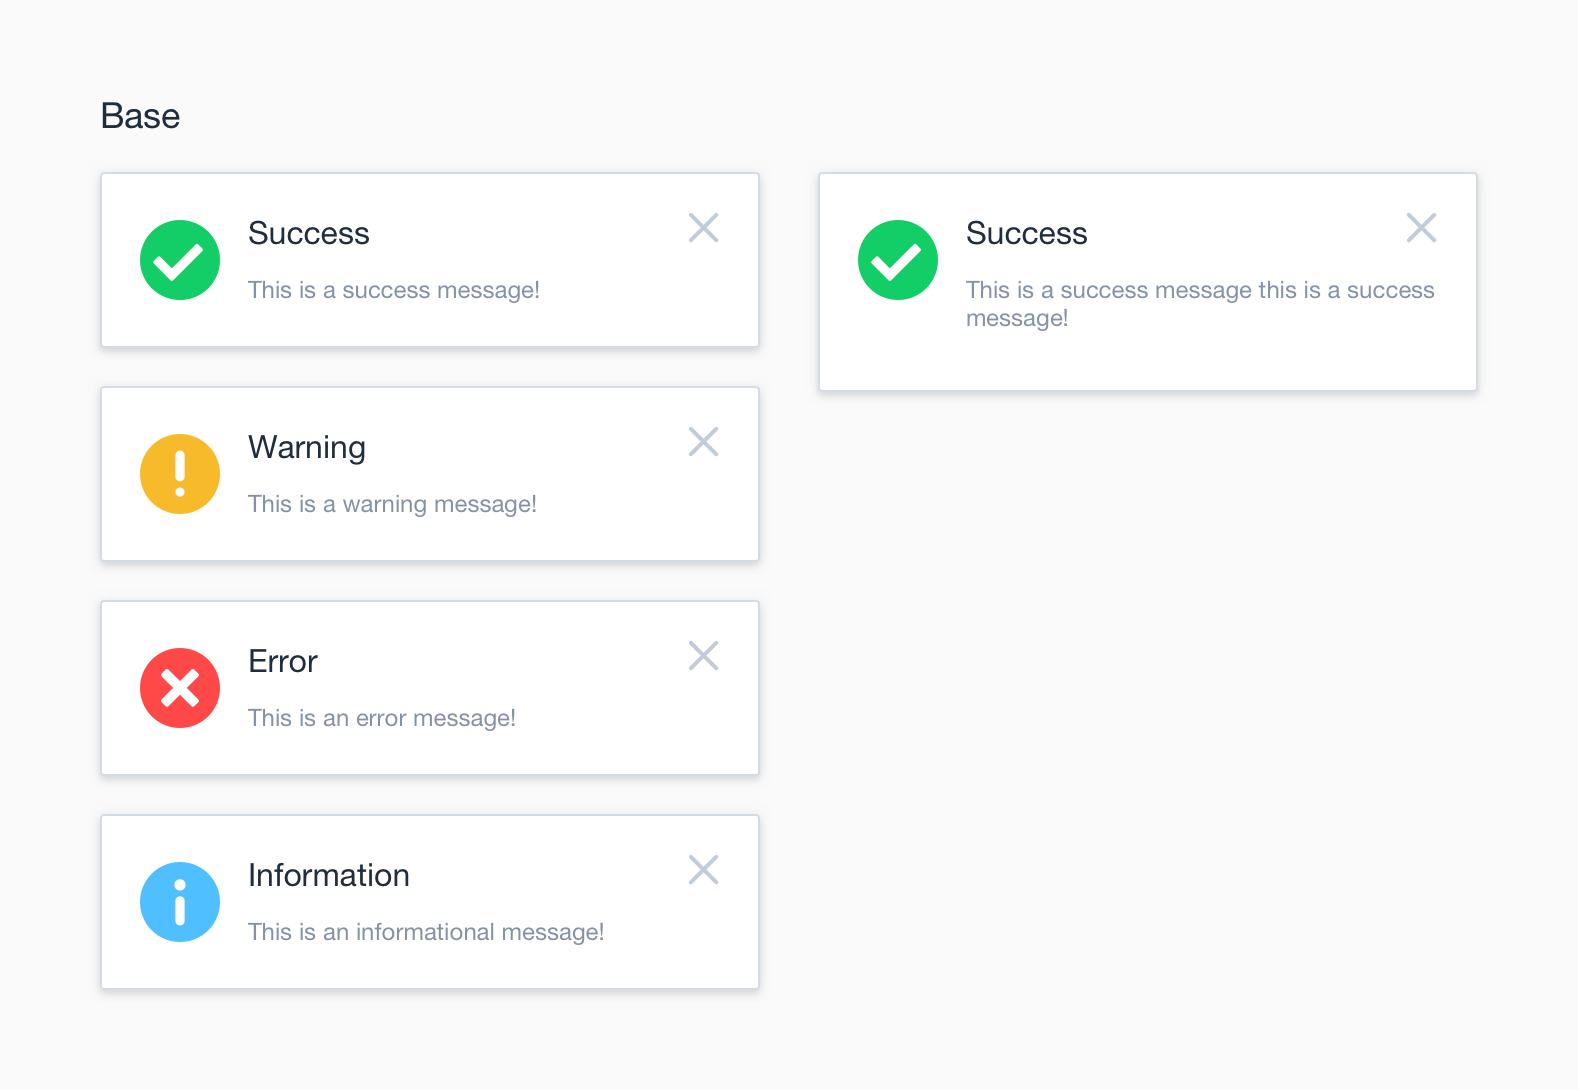 Base
Success
This is a success message!
Warning
This is a warning message!
Error
This is an error message!
Information
This is an informational message!
Success
This is a success message this is a success
message!